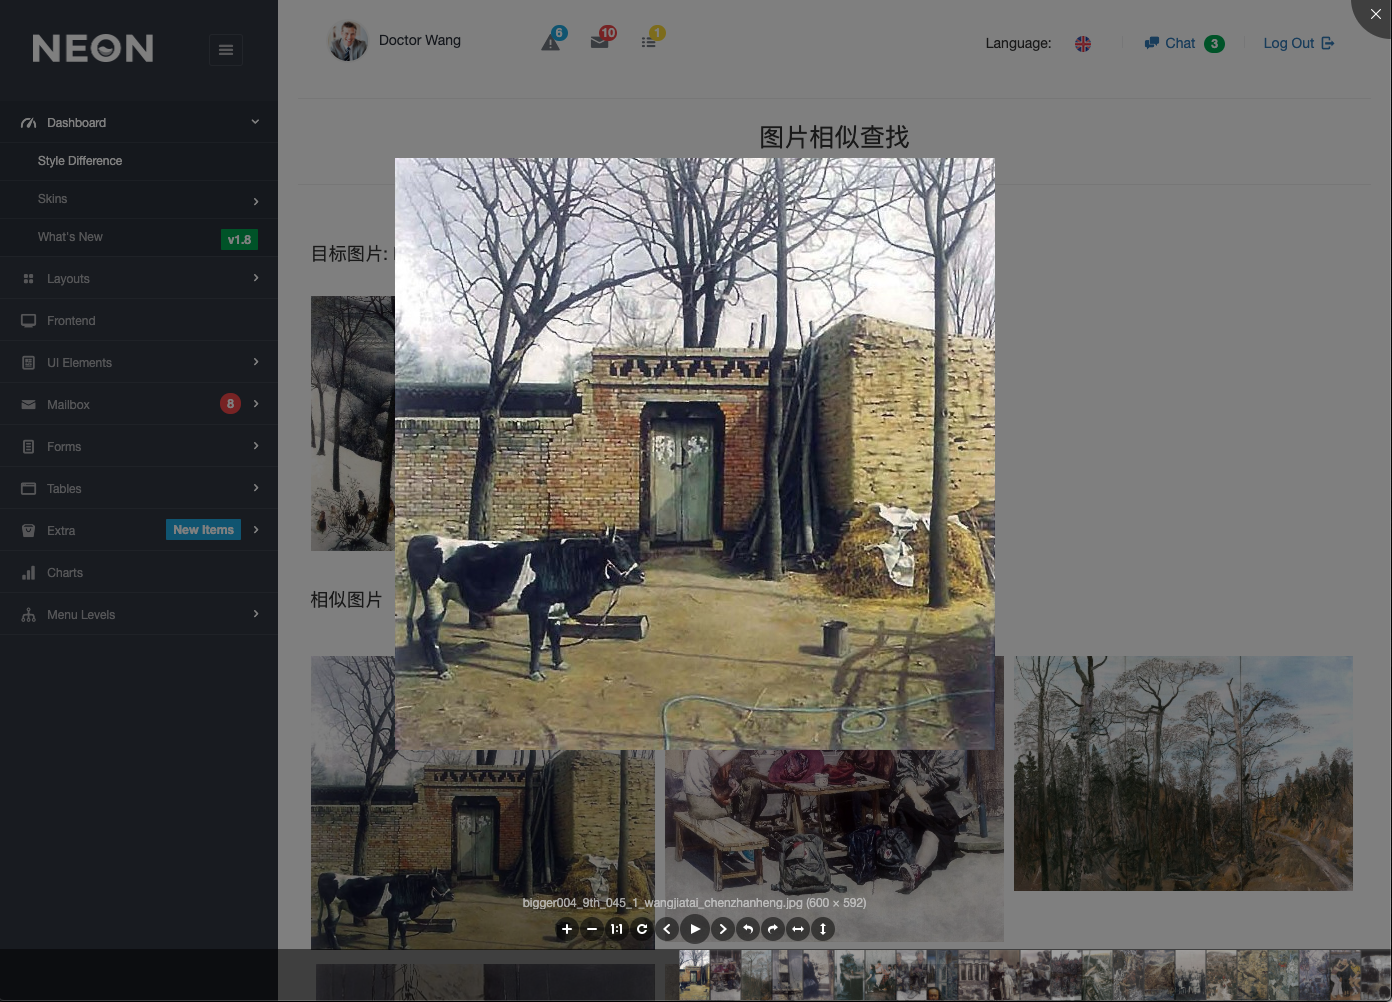 NEON
Doctor Wang
6
10
1
Language:
Chat
3
Log Out
Dashboard
Style Difference
Skins
What's New
v1.8
Layouts
Frontend
UI Elements
Mailbox
8
Forms
Tables
Extra
New Items
Charts
Menu Levels
图片相似查找
目标图片:
相似图片
bigger004_9th_045_1_wangjiatai_chenzhanheng.jpg (600 × 592)
1:1